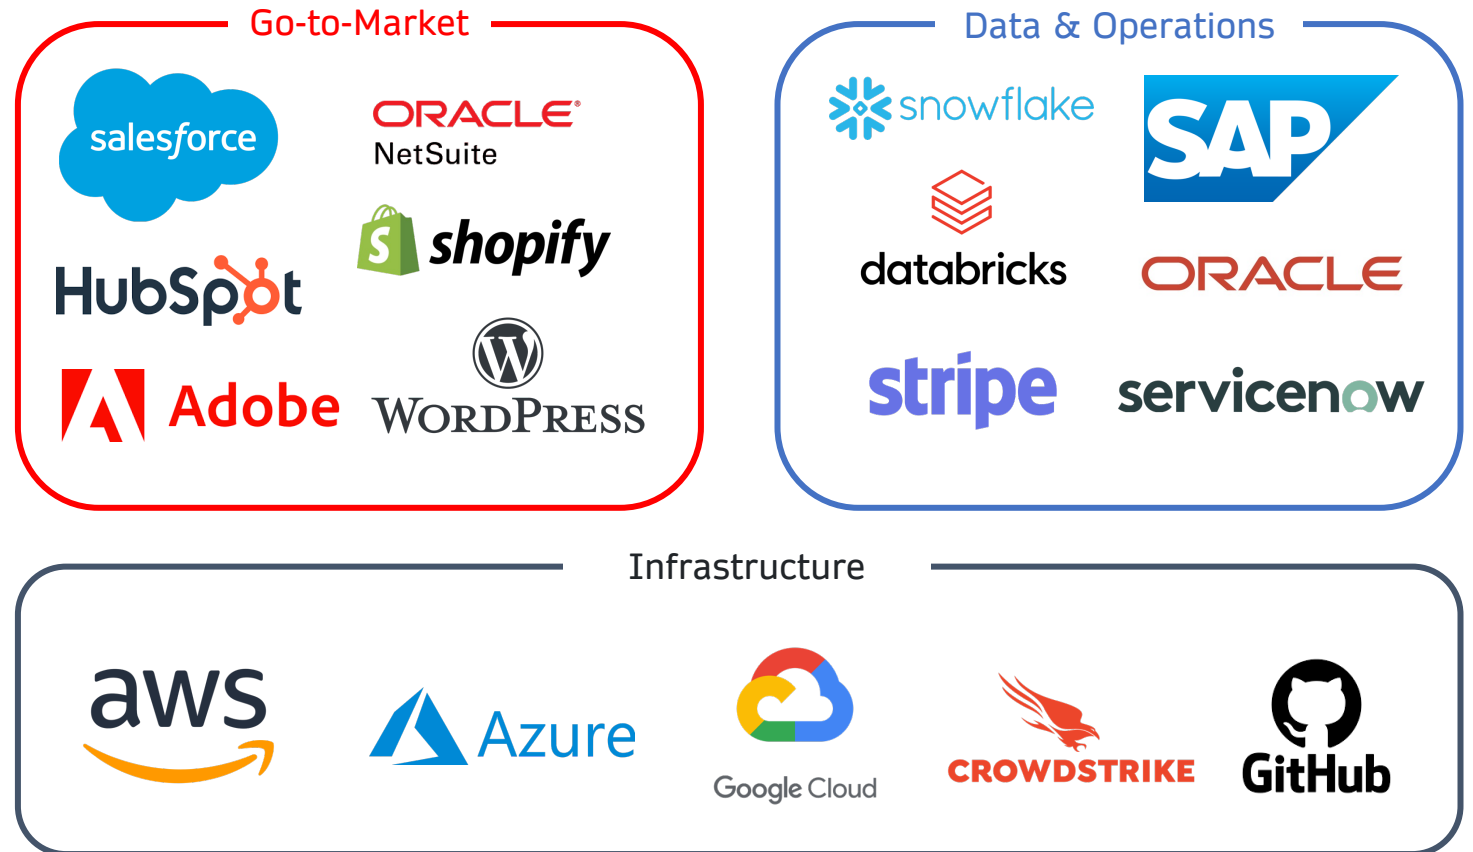 Go-to-Market
salesforce
ORACLE®
NetSuite
shopify
HubSpot
Adobe
WORDPRESS
Data & Operations
snowflake
SAP
databricks
ORACLE
stripe
servicenow
Infrastructure
aws
Azure
Google Cloud
CROWDSTRIKE
GitHub